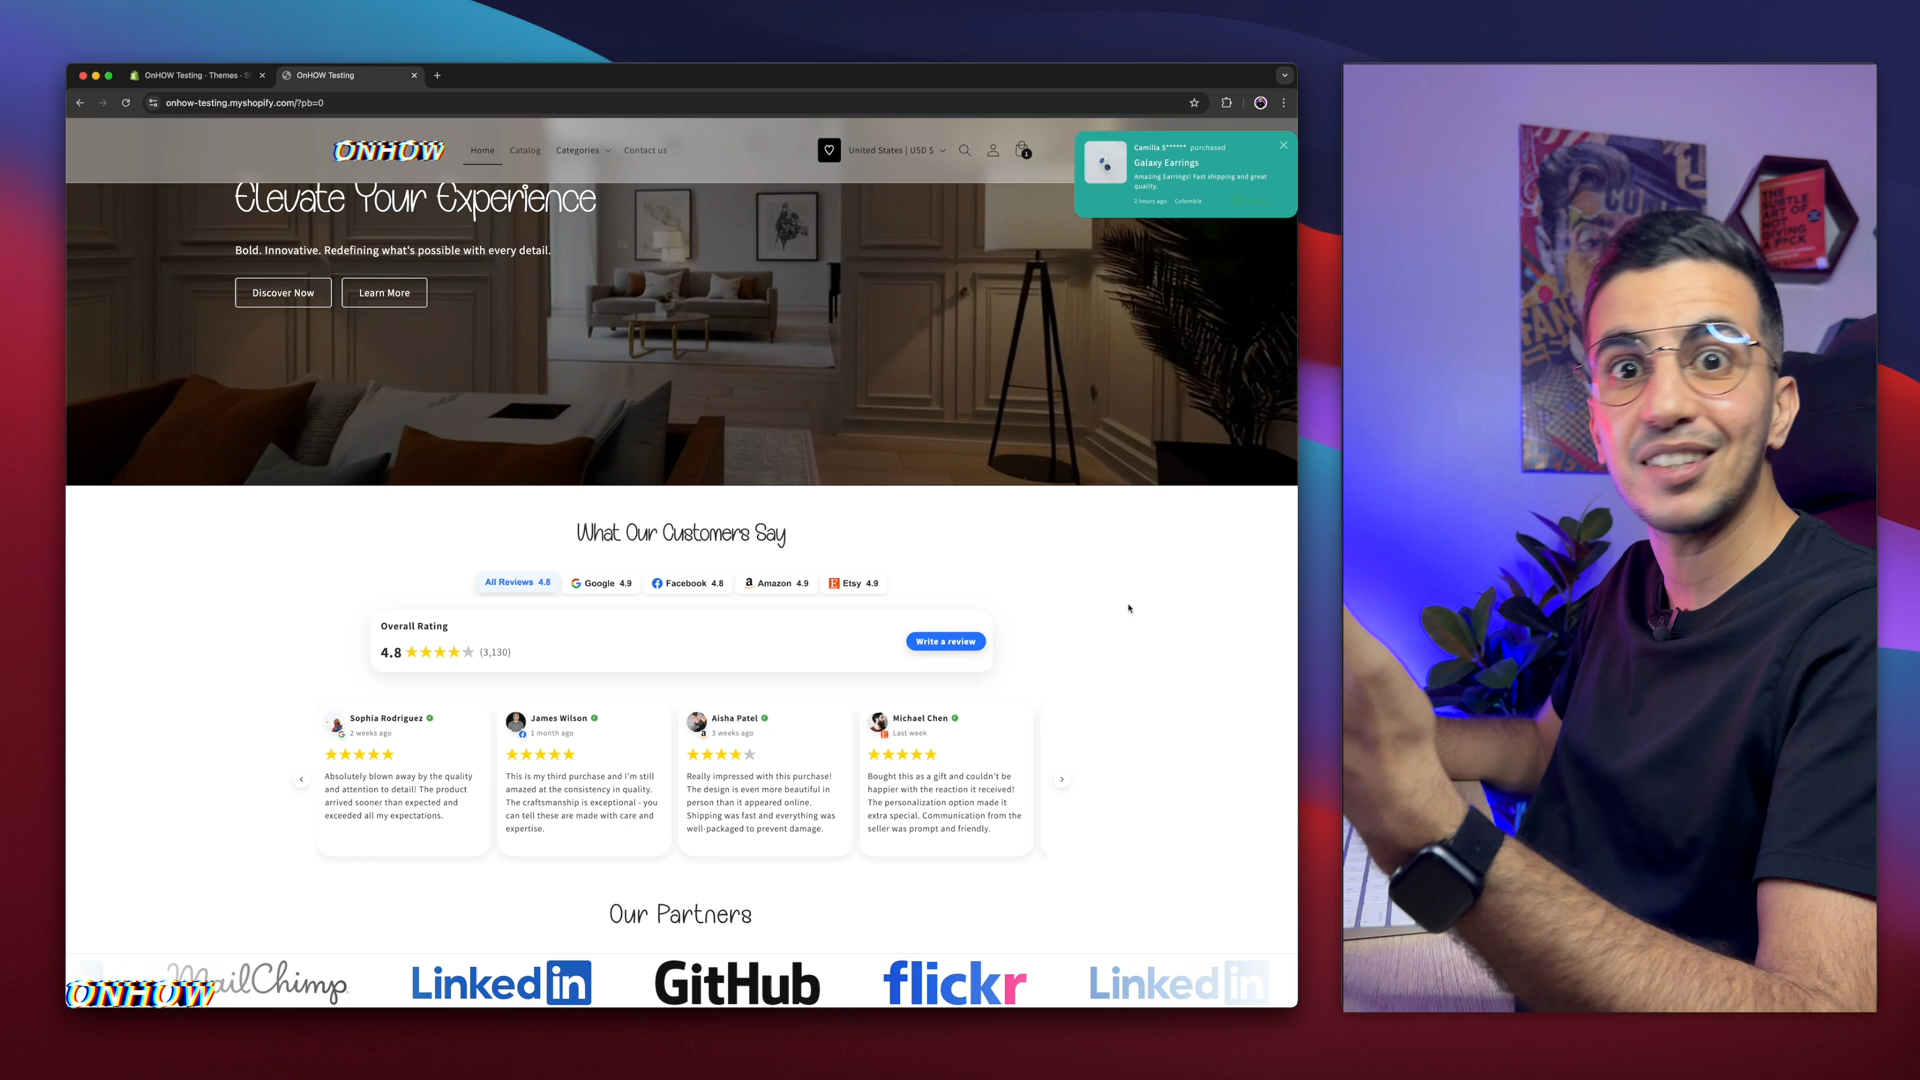 OnHOW Testing · Themes · S
OnHOW Testing
onhow-testing.myshopify.com/?pb=0
ONHOW
Home
Catalog
Categories
Contact us
United States | USD $
1
Camilla S****** purchased
Galaxy Earrings
Amazing Earrings! Fast shipping and great
quality.
2 hours ago Colombia
Elevate Your Experience
Bold. Innovative. Redefining what's possible with every detail.
Discover Now
Learn More
What Our Customers Say
All Reviews 4.8
Google 4.9
Facebook 4.8
Amazon 4.9
Etsy 4.9
Overall Rating
4.8
(3,130)
Write a review
Sophia Rodriguez
2 weeks ago
Absolutely blown away by the quality
and attention to detail! The product
arrived sooner than expected and
exceeded all my expectations.
James Wilson
1 month ago
This is my third purchase and I'm still
amazed at the consistency in quality.
The craftsmanship is exceptional - you
can tell these are made with care and
expertise.
Aisha Patel
3 weeks ago
Really impressed with this purchase!
The design is even more beautiful in
person than it appeared online.
Shipping was fast and everything was
well-packaged to prevent damage.
Michael Chen
Last week
Bought this as a gift and couldn't be
happier with the reaction it received!
The personalization option made it
extra special. Communication from the
seller was prompt and friendly.
Our Partners
MailChimp
LinkedIn
GitHub
flickr
LinkedIn
ONHOW
THE
SUBTLE
ART OF
NOT
GIVING
A F*CK